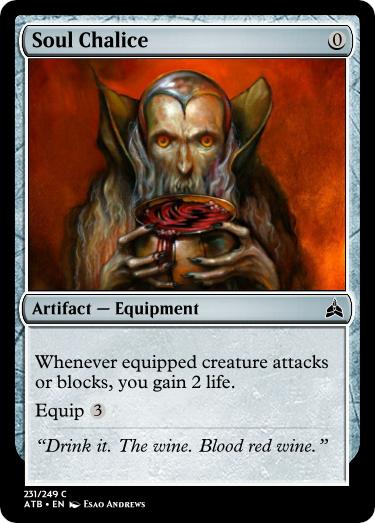 Soul Chalice 0
Artifact — Equipment
Whenever equipped creature attacks
or blocks, you gain 2 life.
Equip 3
“Drink it. The wine. Blood red wine.”
231/249 C
ATB • EN Esao Andrews